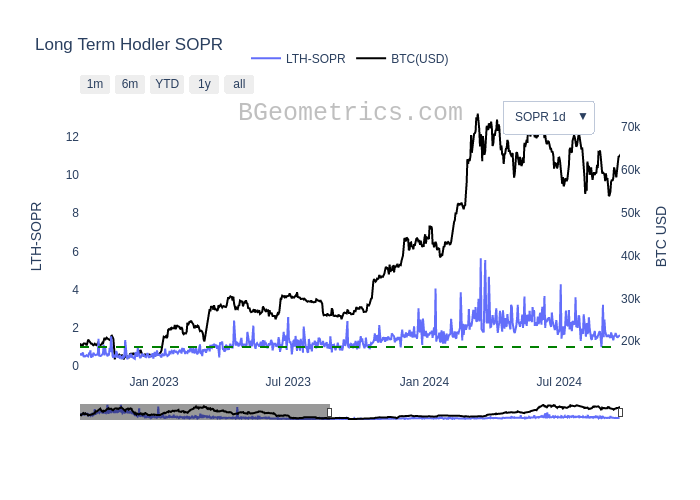 Long Term Hodler SOPR
LTH-SOPR
BTC(USD)
1m
6m
YTD
1y
all
BGeometrics.com
SOPR 1d
▼
12
10
8
6
4
2
0
LTH-SOPR
70k
60k
50k
40k
30k
20k
BTC USD
Jan 2023
Jul 2023
Jan 2024
Jul 2024